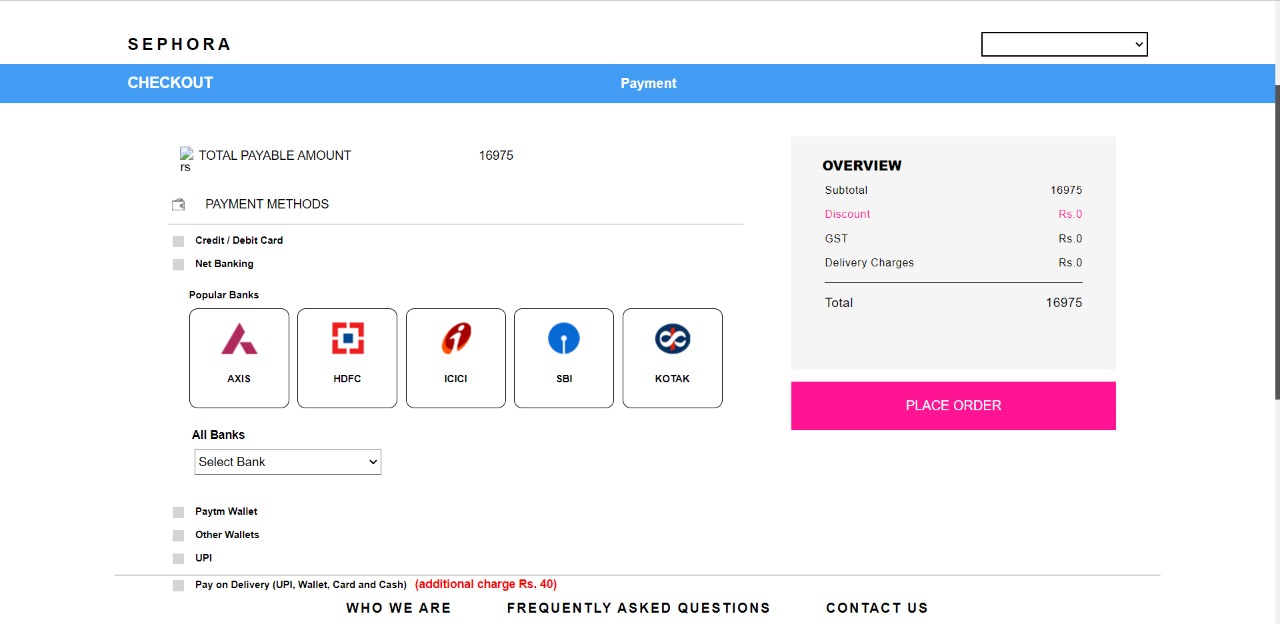 SEPHORA
CHECKOUT
Payment
rs
TOTAL PAYABLE AMOUNT 16975
PAYMENT METHODS
Credit / Debit Card
Net Banking
Popular Banks
AXIS
HDFC
ICICI
SBI
KOTAK
All Banks
Select Bank
Paytm Wallet
Other Wallets
UPI
Pay on Delivery (UPI, Wallet, Card and Cash) (additional charge Rs. 40)
OVERVIEW
Subtotal 16975
Discount Rs.0
GST Rs.0
Delivery Charges Rs.0
Total 16975
PLACE ORDER
WHO WE ARE
FREQUENTLY ASKED QUESTIONS
CONTACT US